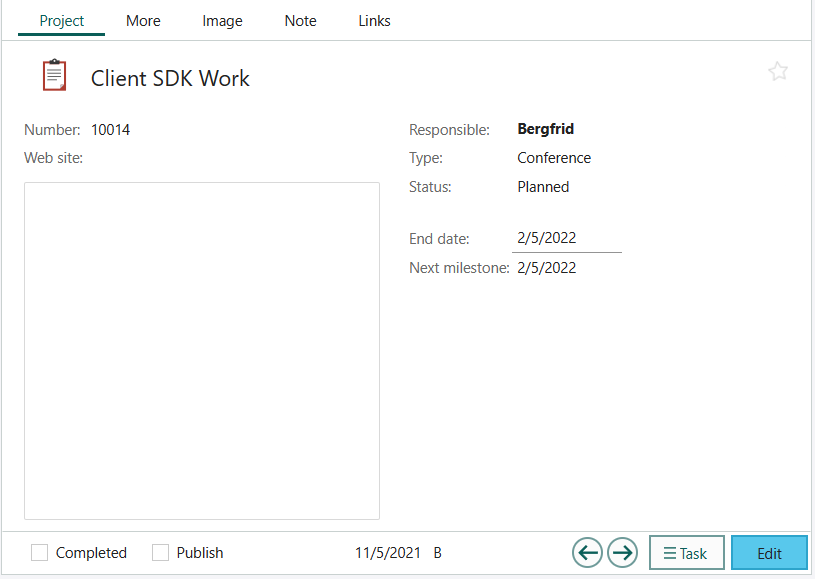 Project More Image Note Links
Client SDK Work
Number: 10014
Web site:
Responsible: Bergfrid
Type: Conference
Status: Planned
End date: 2/5/2022
Next milestone: 2/5/2022
Completed Publish 11/5/2021 B Task Edit